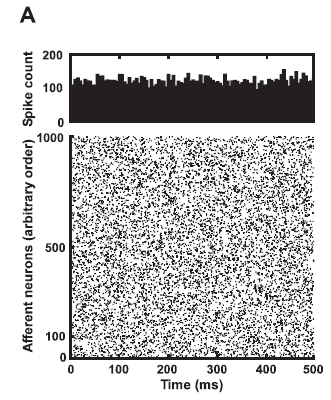 A
Spike count
200
100
0
Afferent neurons (arbitrary order)
1000
500
100
0
0 100 200 300 400 500
Time (ms)